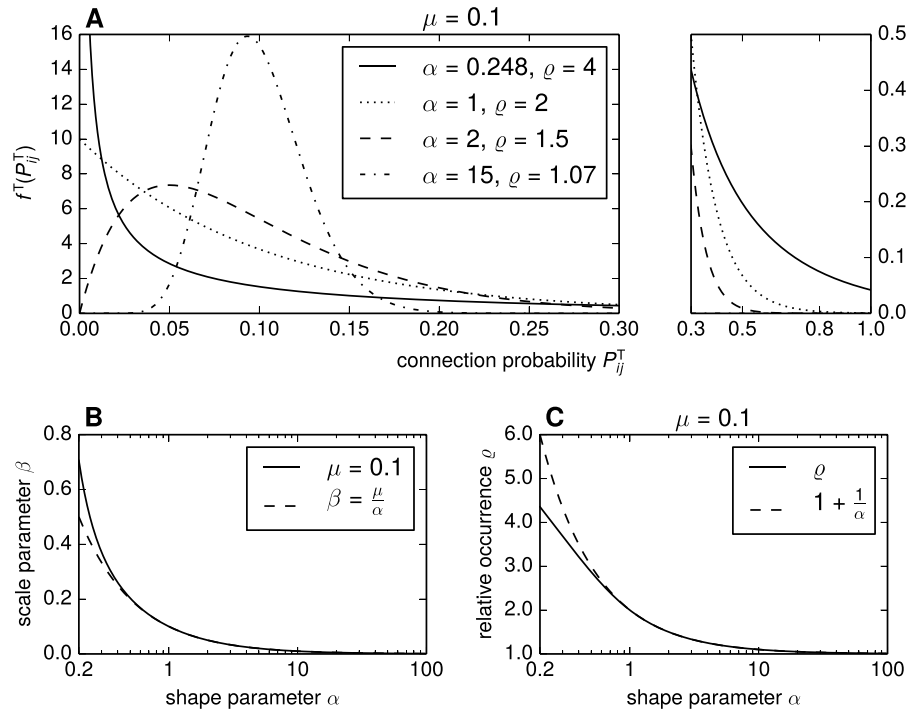 A
μ = 0.1
16
14
12
10
8
6
4
2
0
f^T(P_ij^T)
α = 0.248, ϱ = 4
α = 1, ϱ = 2
α = 2, ϱ = 1.5
α = 15, ϱ = 1.07
0.00 0.05 0.10 0.15 0.20 0.25 0.30
0.5
0.4
0.3
0.2
0.1
0.0
0.3 0.5 0.8 1.0
connection probability P_ij^T
B
0.8
0.6
0.4
0.2
0.0
scale parameter β
μ = 0.1
β = μ/α
0.2 1 10 100
shape parameter α
C
μ = 0.1
6.0
5.0
4.0
3.0
2.0
1.0
relative occurrence ϱ
ϱ
1 + 1/α
0.2 1 10 100
shape parameter α